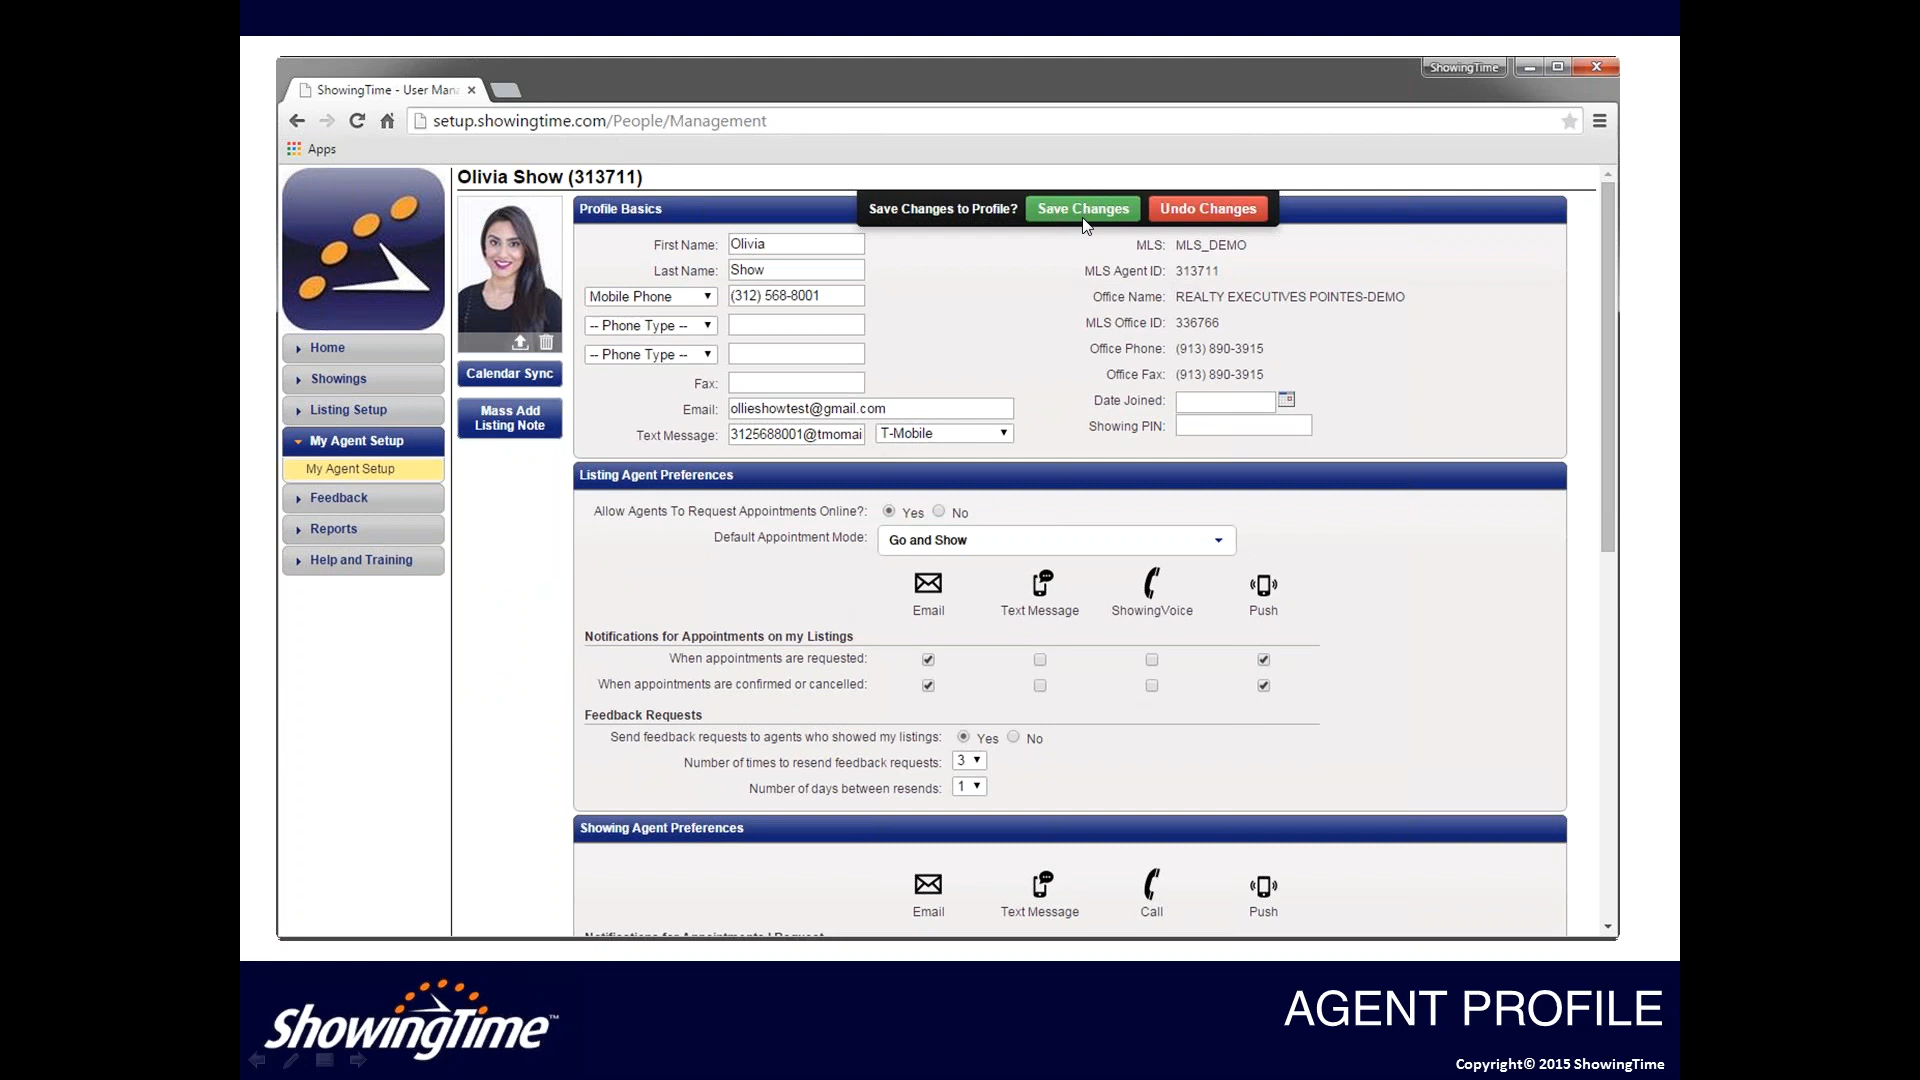 ShowingTime
ShowingTime - User Mana
setup.showingtime.com/People/Management
Apps
Olivia Show (313711)
Profile Basics
Save Changes to Profile? Save Changes Undo Changes
First Name: Olivia
Last Name: Show
Mobile Phone (312) 568-8001
-- Phone Type --
-- Phone Type --
Fax:
Email: ollieshowtest@gmail.com
Text Message: 3125688001@tmomai T-Mobile
MLS: MLS_DEMO
MLS Agent ID: 313711
Office Name: REALTY EXECUTIVES POINTES-DEMO
MLS Office ID: 336766
Office Phone: (913) 890-3915
Office Fax: (913) 890-3915
Date Joined:
Showing PIN:
Home
Showings
Listing Setup
My Agent Setup
My Agent Setup
Feedback
Reports
Help and Training
Calendar Sync
Mass Add
Listing Note
Listing Agent Preferences
Allow Agents To Request Appointments Online?: Yes No
Default Appointment Mode: Go and Show
Email Text Message ShowingVoice Push
Notifications for Appointments on my Listings
When appointments are requested:
When appointments are confirmed or cancelled:
Feedback Requests
Send feedback requests to agents who showed my listings: Yes No
Number of times to resend feedback requests: 3
Number of days between resends: 1
Showing Agent Preferences
Email Text Message Call Push
Notifications for Appointments I Request
ShowingTime™
AGENT PROFILE
Copyright© 2015 ShowingTime